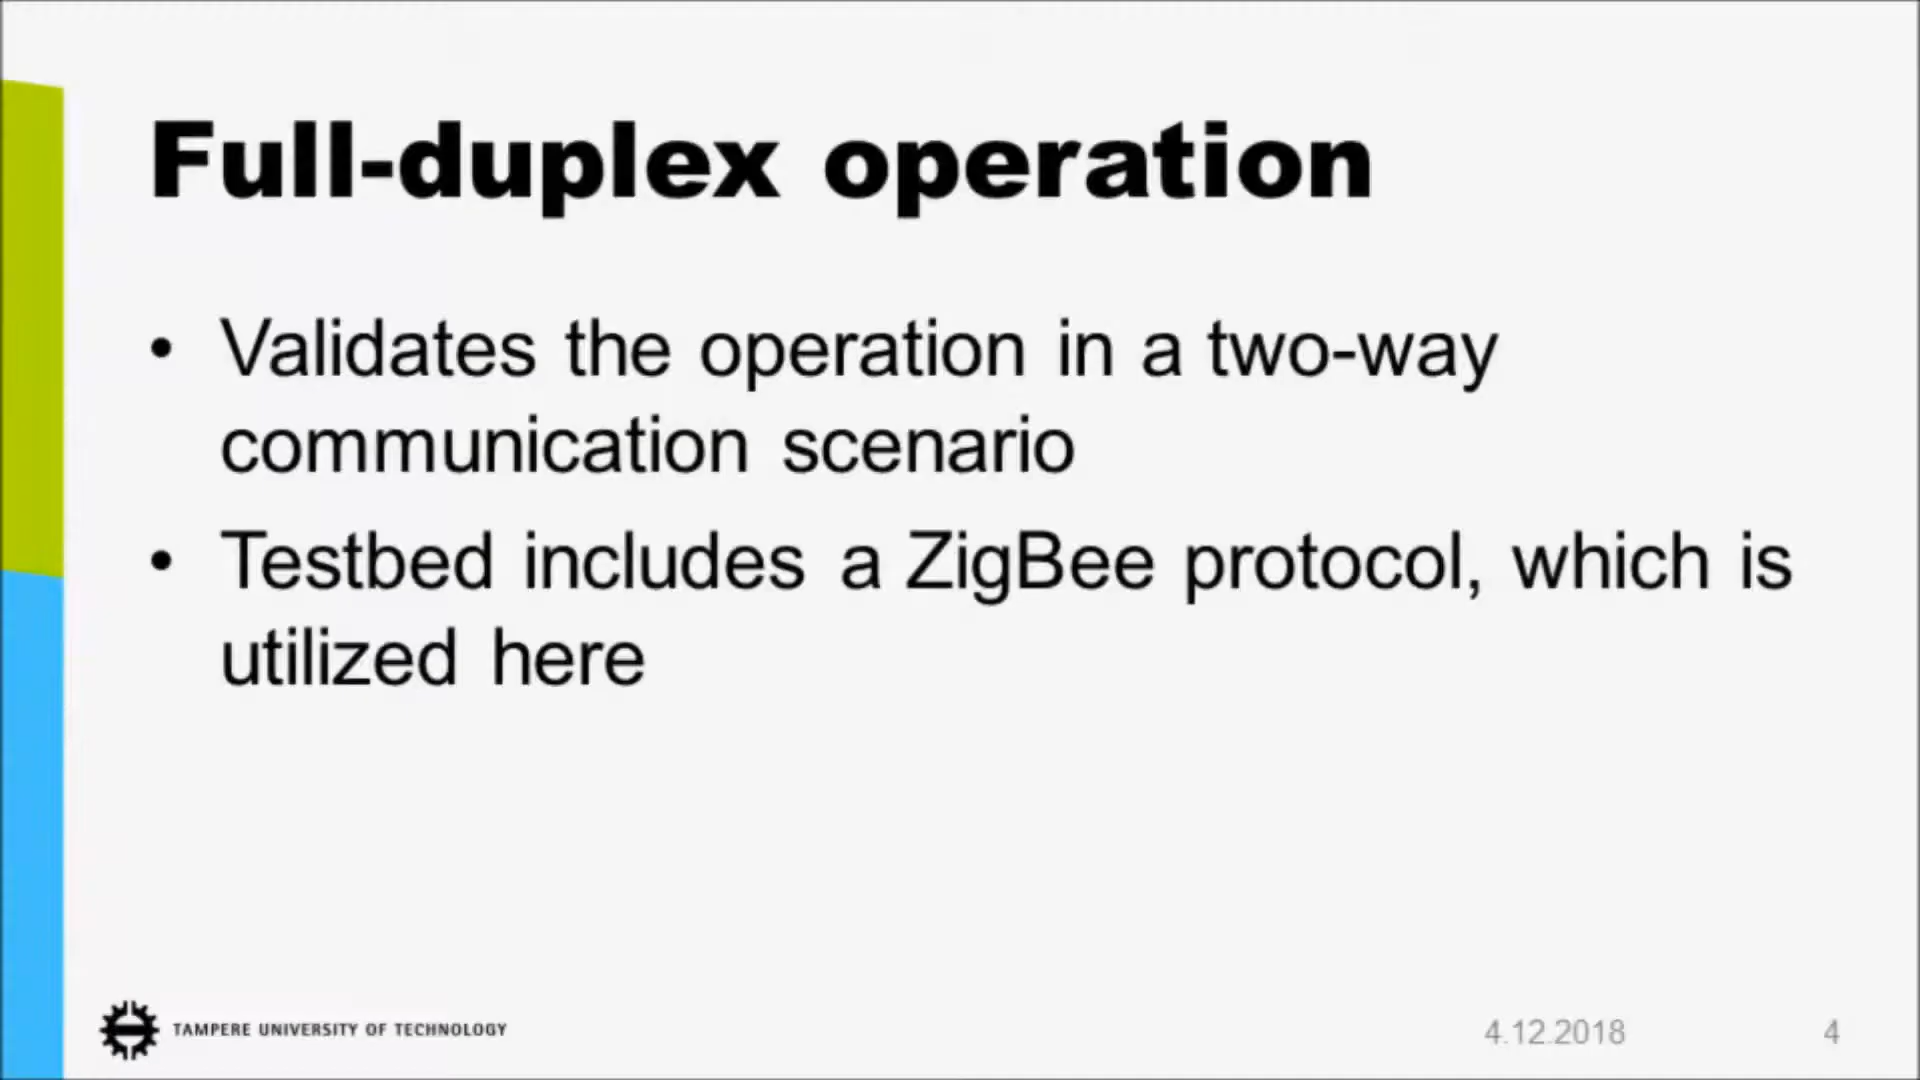 Full-duplex operation
• Validates the operation in a two-way
communication scenario
• Testbed includes a ZigBee protocol, which is
utilized here
TAMPERE UNIVERSITY OF TECHNOLOGY
4.12.2018
4